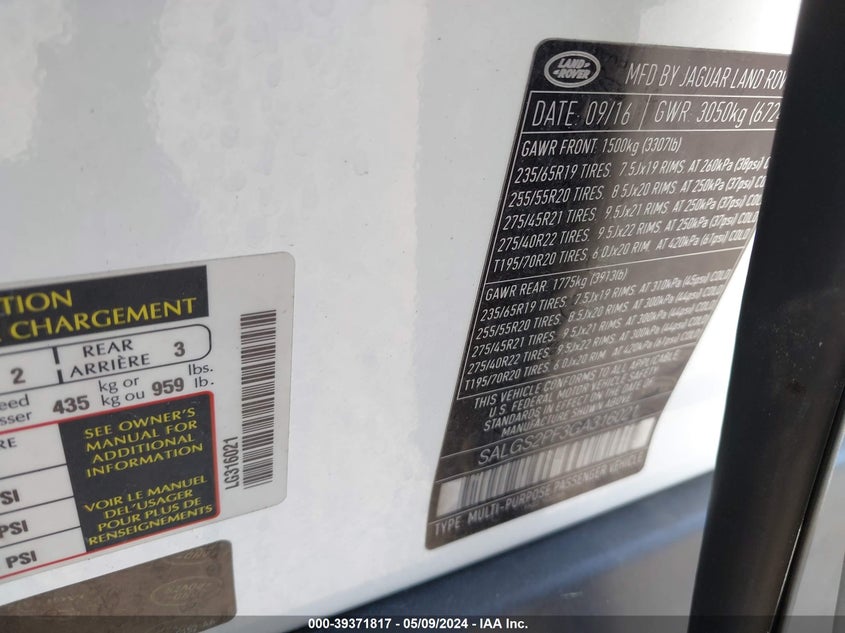 TION
CHARGEMENT
2 REAR ARRIÈRE 3
435 kg or kg ou 959 lbs. lb.
SEE OWNER'S
MANUAL FOR
ADDITIONAL
INFORMATION
VOIR LE MANUEL
DEL'USAGER
POUR PLUS DE
RENSEIGNEMENTS
PSI
PSI
LG316021
LAND ROVER
MFD BY JAGUAR LAND ROV
DATE: 09/16 GWR: 3050kg (672
GAWR FRONT 1500kg (3307lb)
235/65R19 TIRES 7.5Jx19 RIMS AT 260kPa (38psi) C
255/55R20 TIRES 8.5Jx20 RIMS AT 250kPa (37psi) CO
275/45R21 TIRES 9.5Jx21 RIMS AT 250kPa (37psi) CO
275/40R22 TIRES 9.5Jx22 RIMS AT 250kPa (37psi) COL
T195/70R20 TIRES 6.0Jx20 RIM AT 420kPa (61psi) COLD
GAWR REAR 1775kg (3913lb)
235/65R19 TIRES 7.5Jx19 RIMS AT 310kPa (45psi) COLD
255/55R20 TIRES 8.5Jx20 RIMS AT 300kPa (44psi) COLD
275/45R21 TIRES 9.5Jx21 RIMS AT 300kPa (44psi) COLD
275/40R22 TIRES 9.5Jx22 RIMS AT 300kPa (44psi) COLD
T195/70R20 TIRES 6.0Jx20 RIM AT 420kPa (61psi) COLD
THIS VEHICLE CONFORMS TO ALL APPLICABLE
U.S. FEDERAL MOTOR VEHICLE SAFETY
STANDARDS IN EFFECT ON THE DATE OF
MANUFACTURE SHOWN ABOVE
SALGS2PF3GA316021
TYPE: MULTI-PURPOSE PASSENGER VEHICLE
LAND ROVER
000-39371817 - 05/09/2024 - IAA Inc.